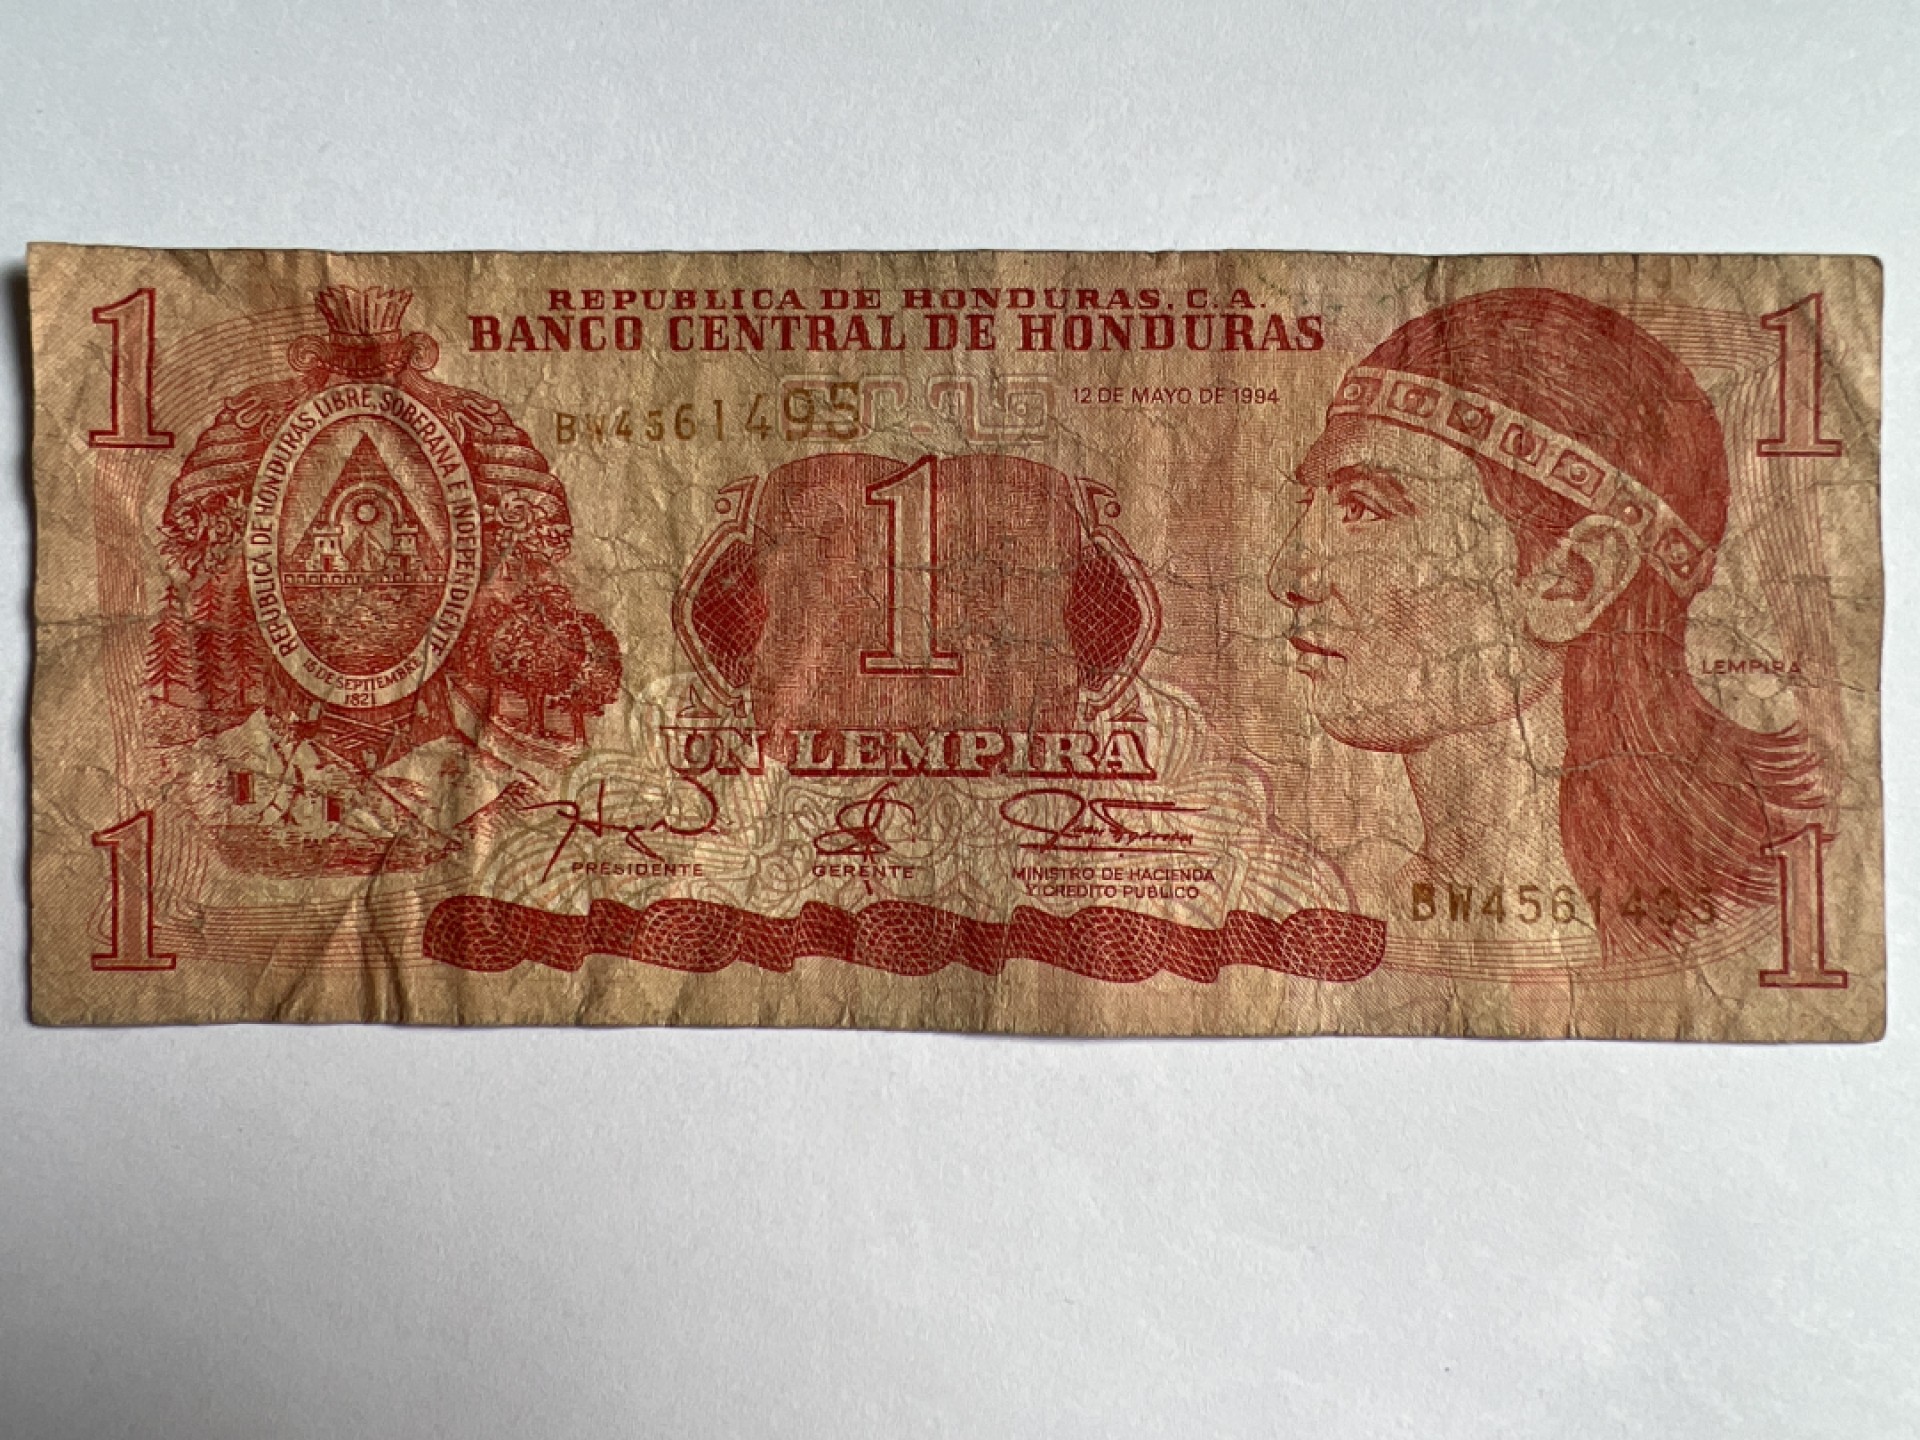 1
REPUBLICA DE HONDURAS, C. A.
BANCO CENTRAL DE HONDURAS
1
BW4561495
12 DE MAYO DE 1994
REPUBLICA DE HONDURAS, LIBRE, SOBERANA E INDEPENDIENTE
15 DE SEPTIEMBRE
1821
1
LEMPIRA
UN LEMPIRA
PRESIDENTE
GERENTE
MINISTRO DE HACIENDA
Y CREDITO PUBLICO
BW4561495
1
1